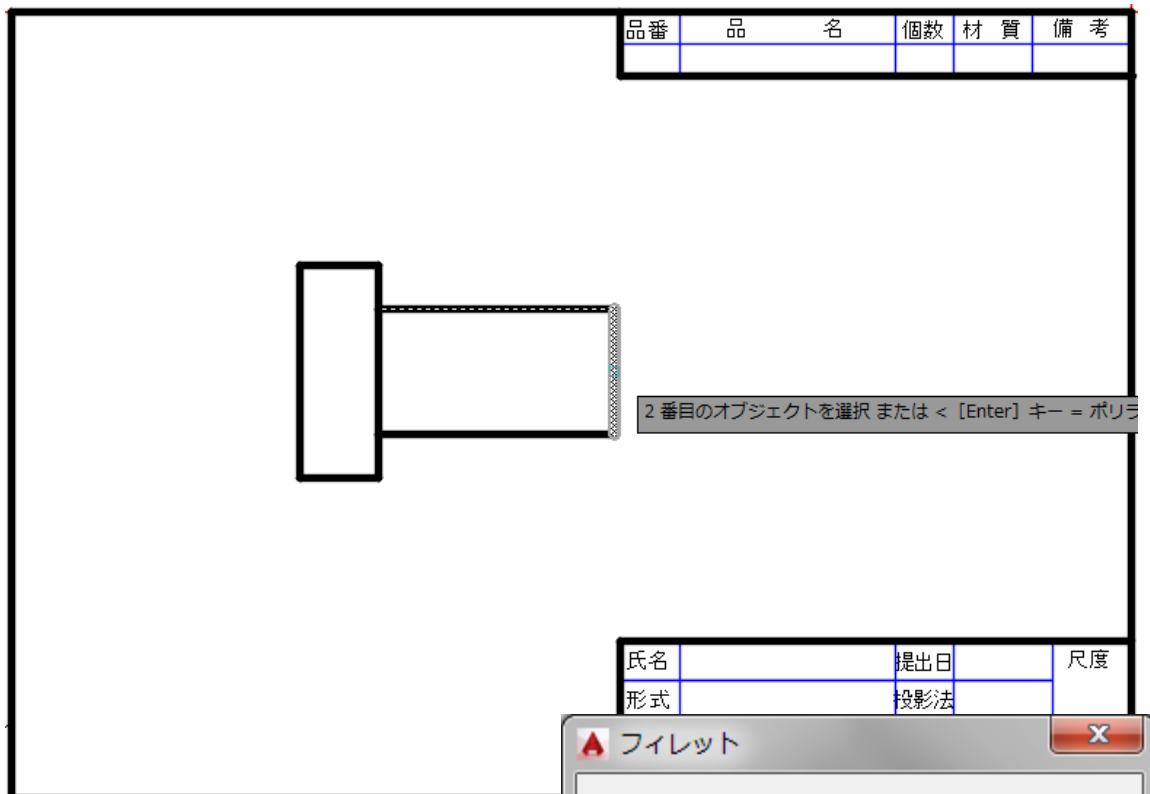 品番 品 名 個数 材 質 備 考
2 番目のオブジェクトを選択 または < [Enter] キー = ポリラ
氏名 提出日 尺度
形式 投影法
フィレット